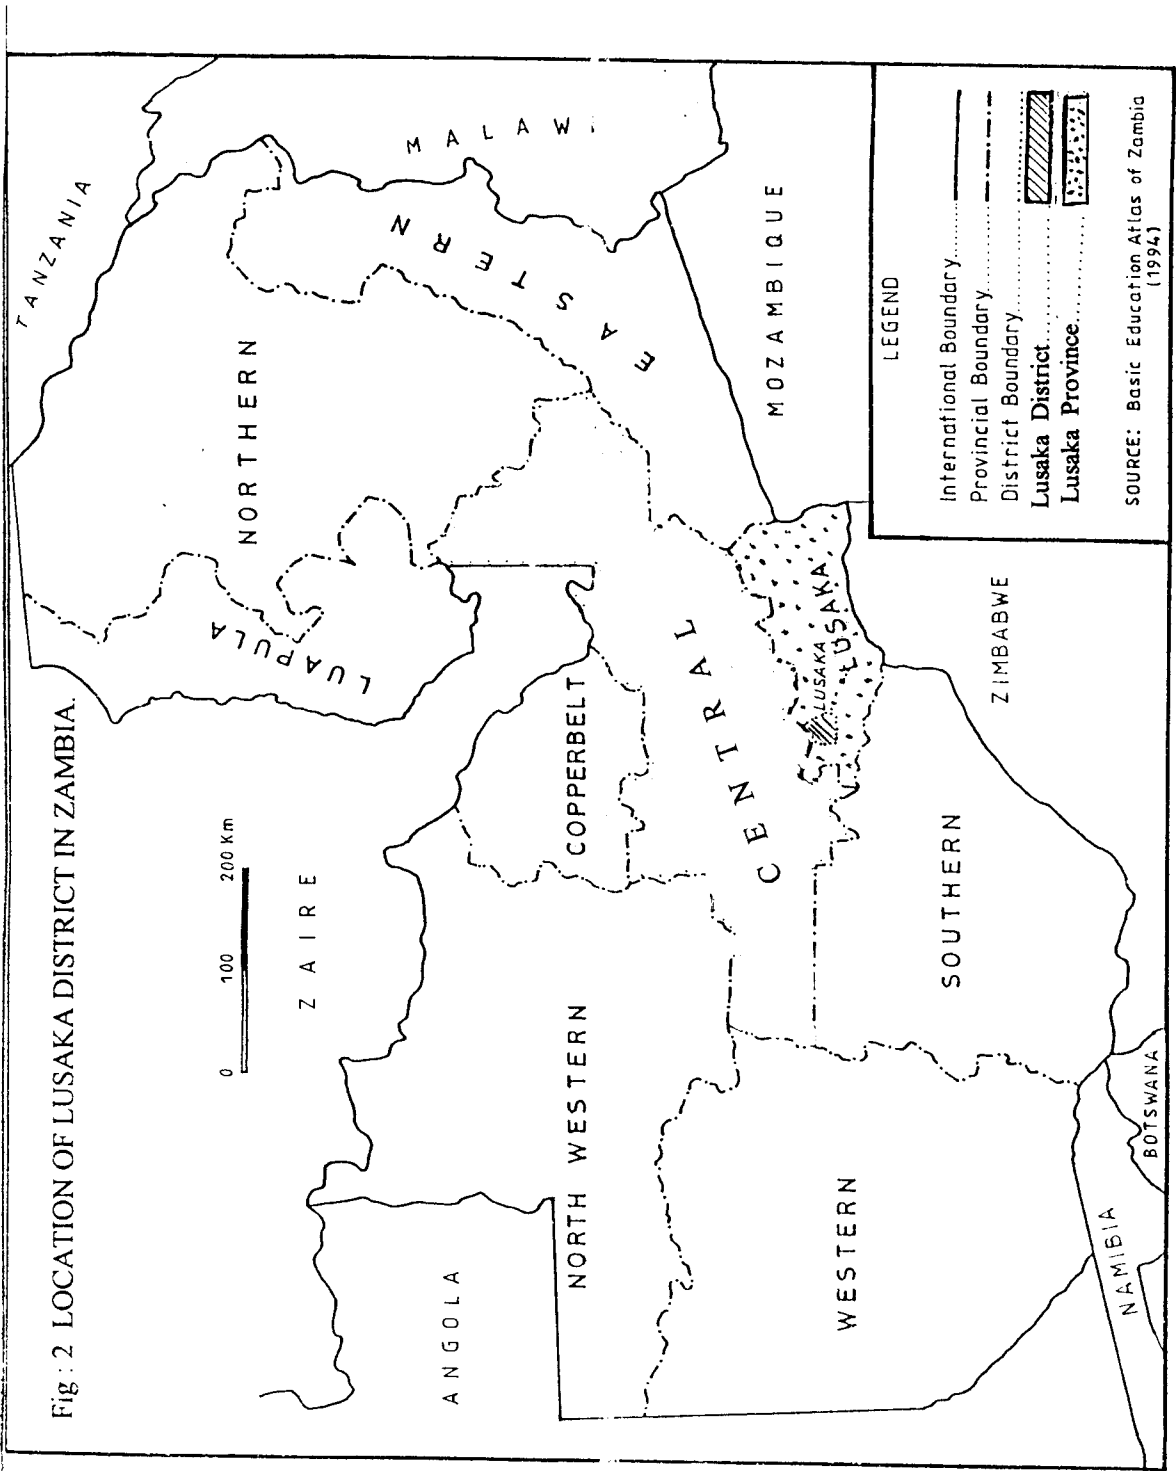 Fig : 2 LOCATION OF LUSAKA DISTRICT IN ZAMBIA.
0 100 200 Km
TANZANIA
ZAIRE
ANGOLA
MALAWI
MOZAMBIQUE
ZIMBABWE
BOTSWANA
NAMIBIA
NORTHERN
LUAPULA
EASTERN
COPPERBELT
NORTH WESTERN
CENTRAL
LUSAKA
LUSAKA
WESTERN
SOUTHERN
LEGEND
International Boundary
Provincial Boundary
District Boundary
Lusaka District
Lusaka Province
SOURCE: Basic Education Atlas of Zambia
(1994)